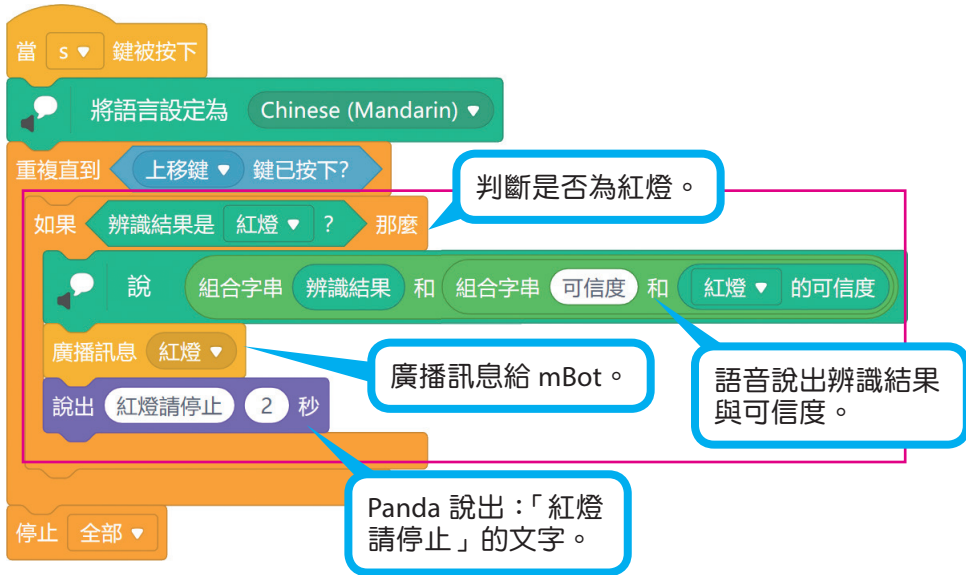 當 s 鍵被按下
將語言設定為 Chinese (Mandarin)
重複直到 上移鍵 鍵已按下?
判斷是否為紅燈。
如果 辨識結果是 紅燈 ? 那麼
說 組合字串 辨識結果 和 組合字串 可信度 和 紅燈 的可信度
廣播訊息 紅燈
廣播訊息給 mBot。
語音說出辨識結果
與可信度。
說出 紅燈請停止 2 秒
Panda 說出:「紅燈
請停止」的文字。
停止 全部